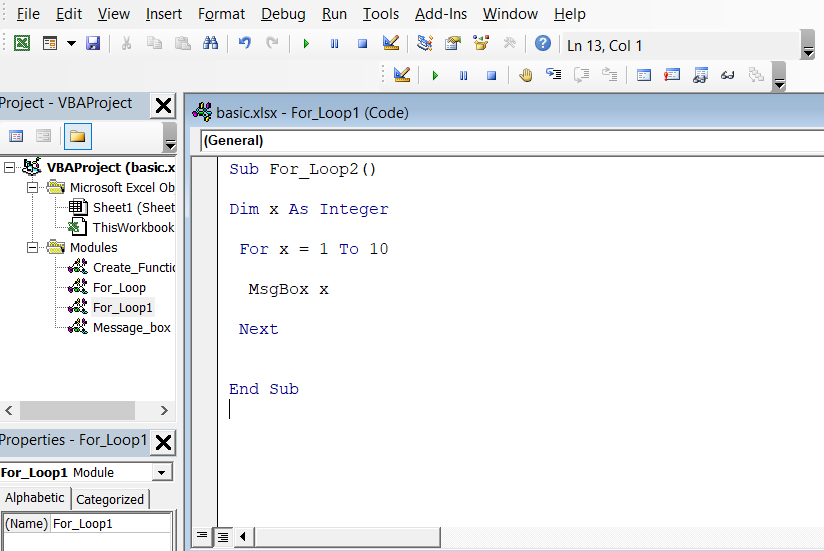 File Edit View Insert Format Debug Run Tools Add-Ins Window Help
Ln 13, Col 1
Project - VBAProject
basic.xlsx - For_Loop1 (Code)
(General)
VBAProject (basic.x
Microsoft Excel Ob
Sheet1 (Sheet
ThisWorkbook
Modules
Create_Functio
For_Loop
For_Loop1
Message_box
Properties - For_Loop1
For_Loop1 Module
Alphabetic Categorized
(Name) For_Loop1
Sub For_Loop2()
Dim x As Integer
For x = 1 To 10
MsgBox x
Next
End Sub